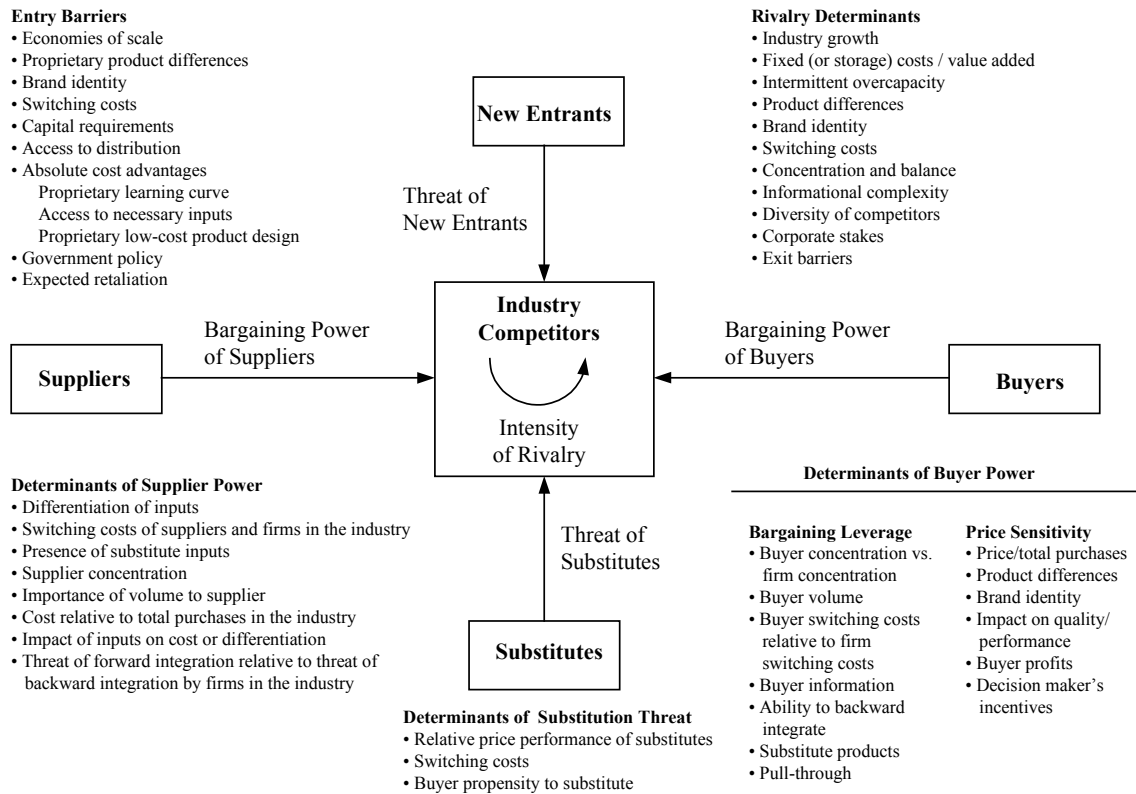 Entry Barriers
• Economies of scale
• Proprietary product differences
• Brand identity
• Switching costs
• Capital requirements
• Access to distribution
• Absolute cost advantages
Proprietary learning curve
Access to necessary inputs
Proprietary low-cost product design
• Government policy
• Expected retaliation
New Entrants
Threat of
New Entrants
Rivalry Determinants
• Industry growth
• Fixed (or storage) costs / value added
• Intermittent overcapacity
• Product differences
• Brand identity
• Switching costs
• Concentration and balance
• Informational complexity
• Diversity of competitors
• Corporate stakes
• Exit barriers
Suppliers
Bargaining Power
of Suppliers
Industry
Competitors
Intensity
of Rivalry
Bargaining Power
of Buyers
Buyers
Determinants of Supplier Power
• Differentiation of inputs
• Switching costs of suppliers and firms in the industry
• Presence of substitute inputs
• Supplier concentration
• Importance of volume to supplier
• Cost relative to total purchases in the industry
• Impact of inputs on cost or differentiation
• Threat of forward integration relative to threat of
backward integration by firms in the industry
Threat of
Substitutes
Substitutes
Determinants of Substitution Threat
• Relative price performance of substitutes
• Switching costs
• Buyer propensity to substitute
Determinants of Buyer Power
Bargaining Leverage
• Buyer concentration vs.
firm concentration
• Buyer volume
• Buyer switching costs
relative to firm
switching costs
• Buyer information
• Ability to backward
integrate
• Substitute products
• Pull-through
Price Sensitivity
• Price/total purchases
• Product differences
• Brand identity
• Impact on quality/
performance
• Buyer profits
• Decision maker’s
incentives